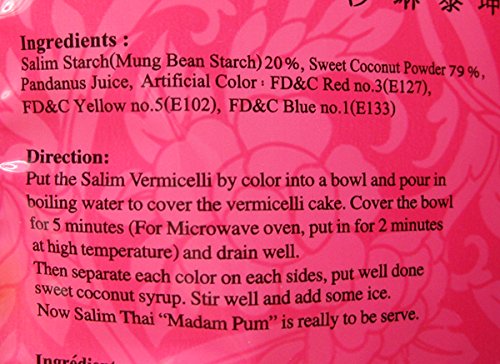 泰坤
Ingredients :
Salim Starch(Mung Bean Starch) 20%, Sweet Coconut Powder 79%,
Pandanus Juice, Artificial Color : FD&C Red no.3(E127),
FD&C Yellow no.5(E102), FD&C Blue no.1(E133)
Direction:
Put the Salim Vermicelli by color into a bowl and pour in
boiling water to cover the vermicelli cake. Cover the bowl
for 5 minutes (For Microwave oven, put in for 2 minutes
at high temperature) and drain well.
Then separate each color on each sides, put well done
sweet coconut syrup. Stir well and add some ice.
Now Salim Thai “Madam Pum” is really to be serve.
Ingrédients